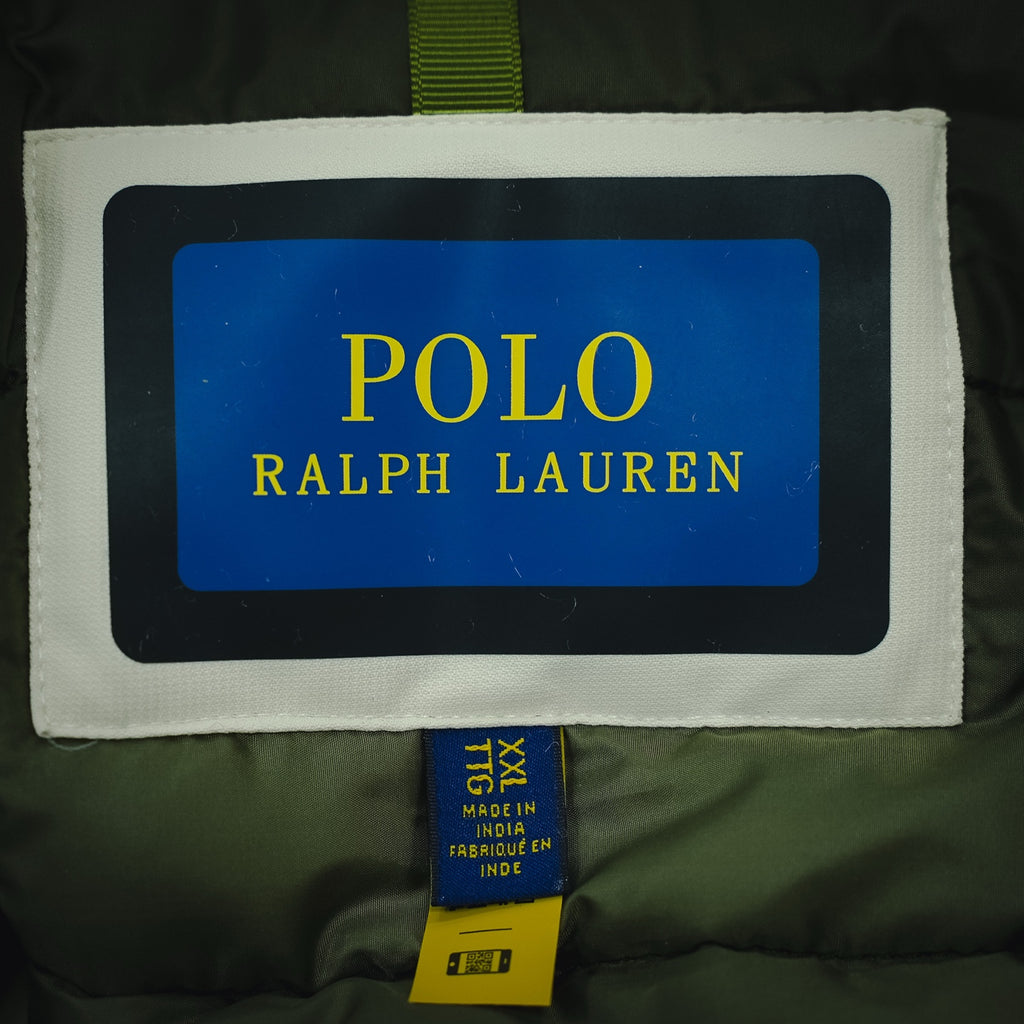 POLO
RALPH LAUREN
XXL
TTG
MADE IN
INDIA
FABRIQUÉ EN
INDE